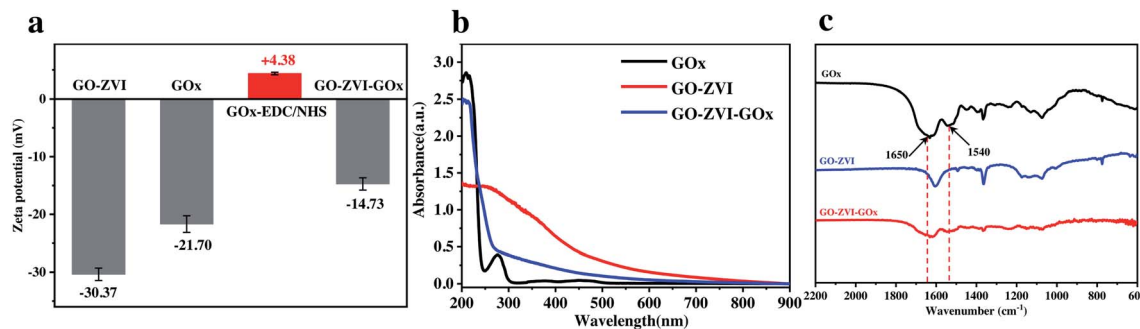 a
+4.38
GO-ZVI
GOx
GO-ZVI-GOx
GOx-EDC/NHS
0
-10
-20
-30
-14.73
-21.70
-30.37
Zeta potential (mV)
b
3.0
2.5
2.0
1.5
1.0
0.5
0.0
Absorbance(a.u.)
GOx
GO-ZVI
GO-ZVI-GOx
200 300 400 500 600 700 800 900
Wavelength(nm)
c
GOx
1650
1540
GO-ZVI
GO-ZVI-GOx
2200 2000 1800 1600 1400 1200 1000 800
Wavenumber (cm⁻¹)